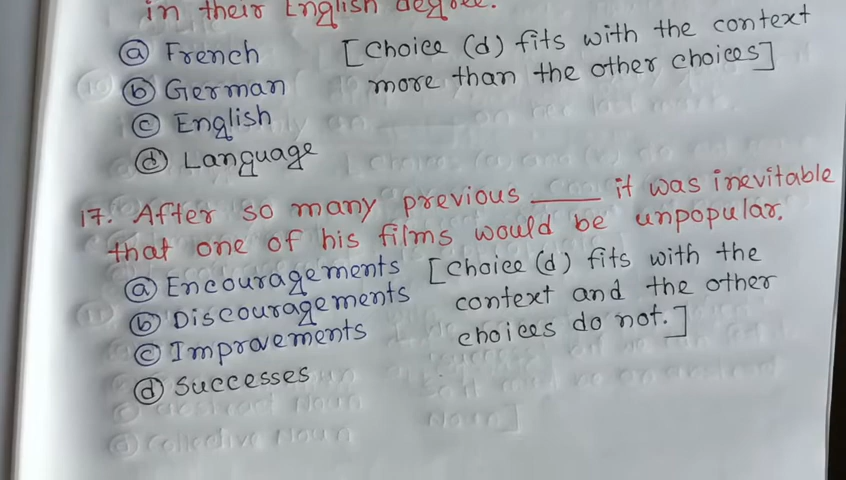 in their English degree.
ⓐ French [Choice (d) fits with the context
ⓑ German more than the other choices]
ⓒ English
ⓓ Language
17. After so many previous _____ it was inevitable
that one of his films would be unpopular.
ⓐ Encouragements [Choice (d) fits with the
ⓑ Discouragements context and the other
ⓒ Improvements choices do not.]
ⓓ Successes